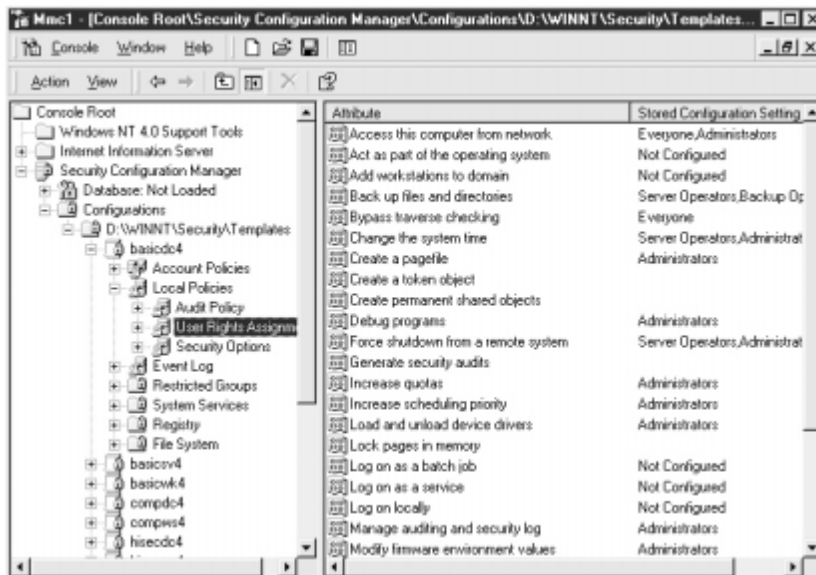 Mmc1 - [Console Root\Security Configuration Manager\Configurations\D:\WINNT\Security\Templates...
Console Window Help
Action View
Console Root
Windows NT 4.0 Support Tools
Internet Information Server
Security Configuration Manager
Database: Not Loaded
Configurations
D:\WINNT\Security\Templates
basicdc4
Account Policies
Local Policies
Audit Policy
User Rights Assignm
Security Options
Event Log
Restricted Groups
System Services
Registry
File System
basicsv4
basicwk4
compdc4
compws4
hisecdc4
Attribute Stored Configuration Setting
Access this computer from network Everyone,Administrators
Act as part of the operating system Not Configured
Add workstations to domain Not Configured
Back up files and directories Server Operators,Backup Op
Bypass traverse checking Everyone
Change the system time Server Operators,Administrat
Create a pagefile Administrators
Create a token object
Create permanent shared objects
Debug programs Administrators
Force shutdown from a remote system Server Operators,Administrat
Generate security audits
Increase quotas Administrators
Increase scheduling priority Administrators
Load and unload device drivers Administrators
Lock pages in memory
Log on as a batch job Not Configured
Log on as a service Not Configured
Log on locally Not Configured
Manage auditing and security log Administrators
Modify firmware environment values Administrators